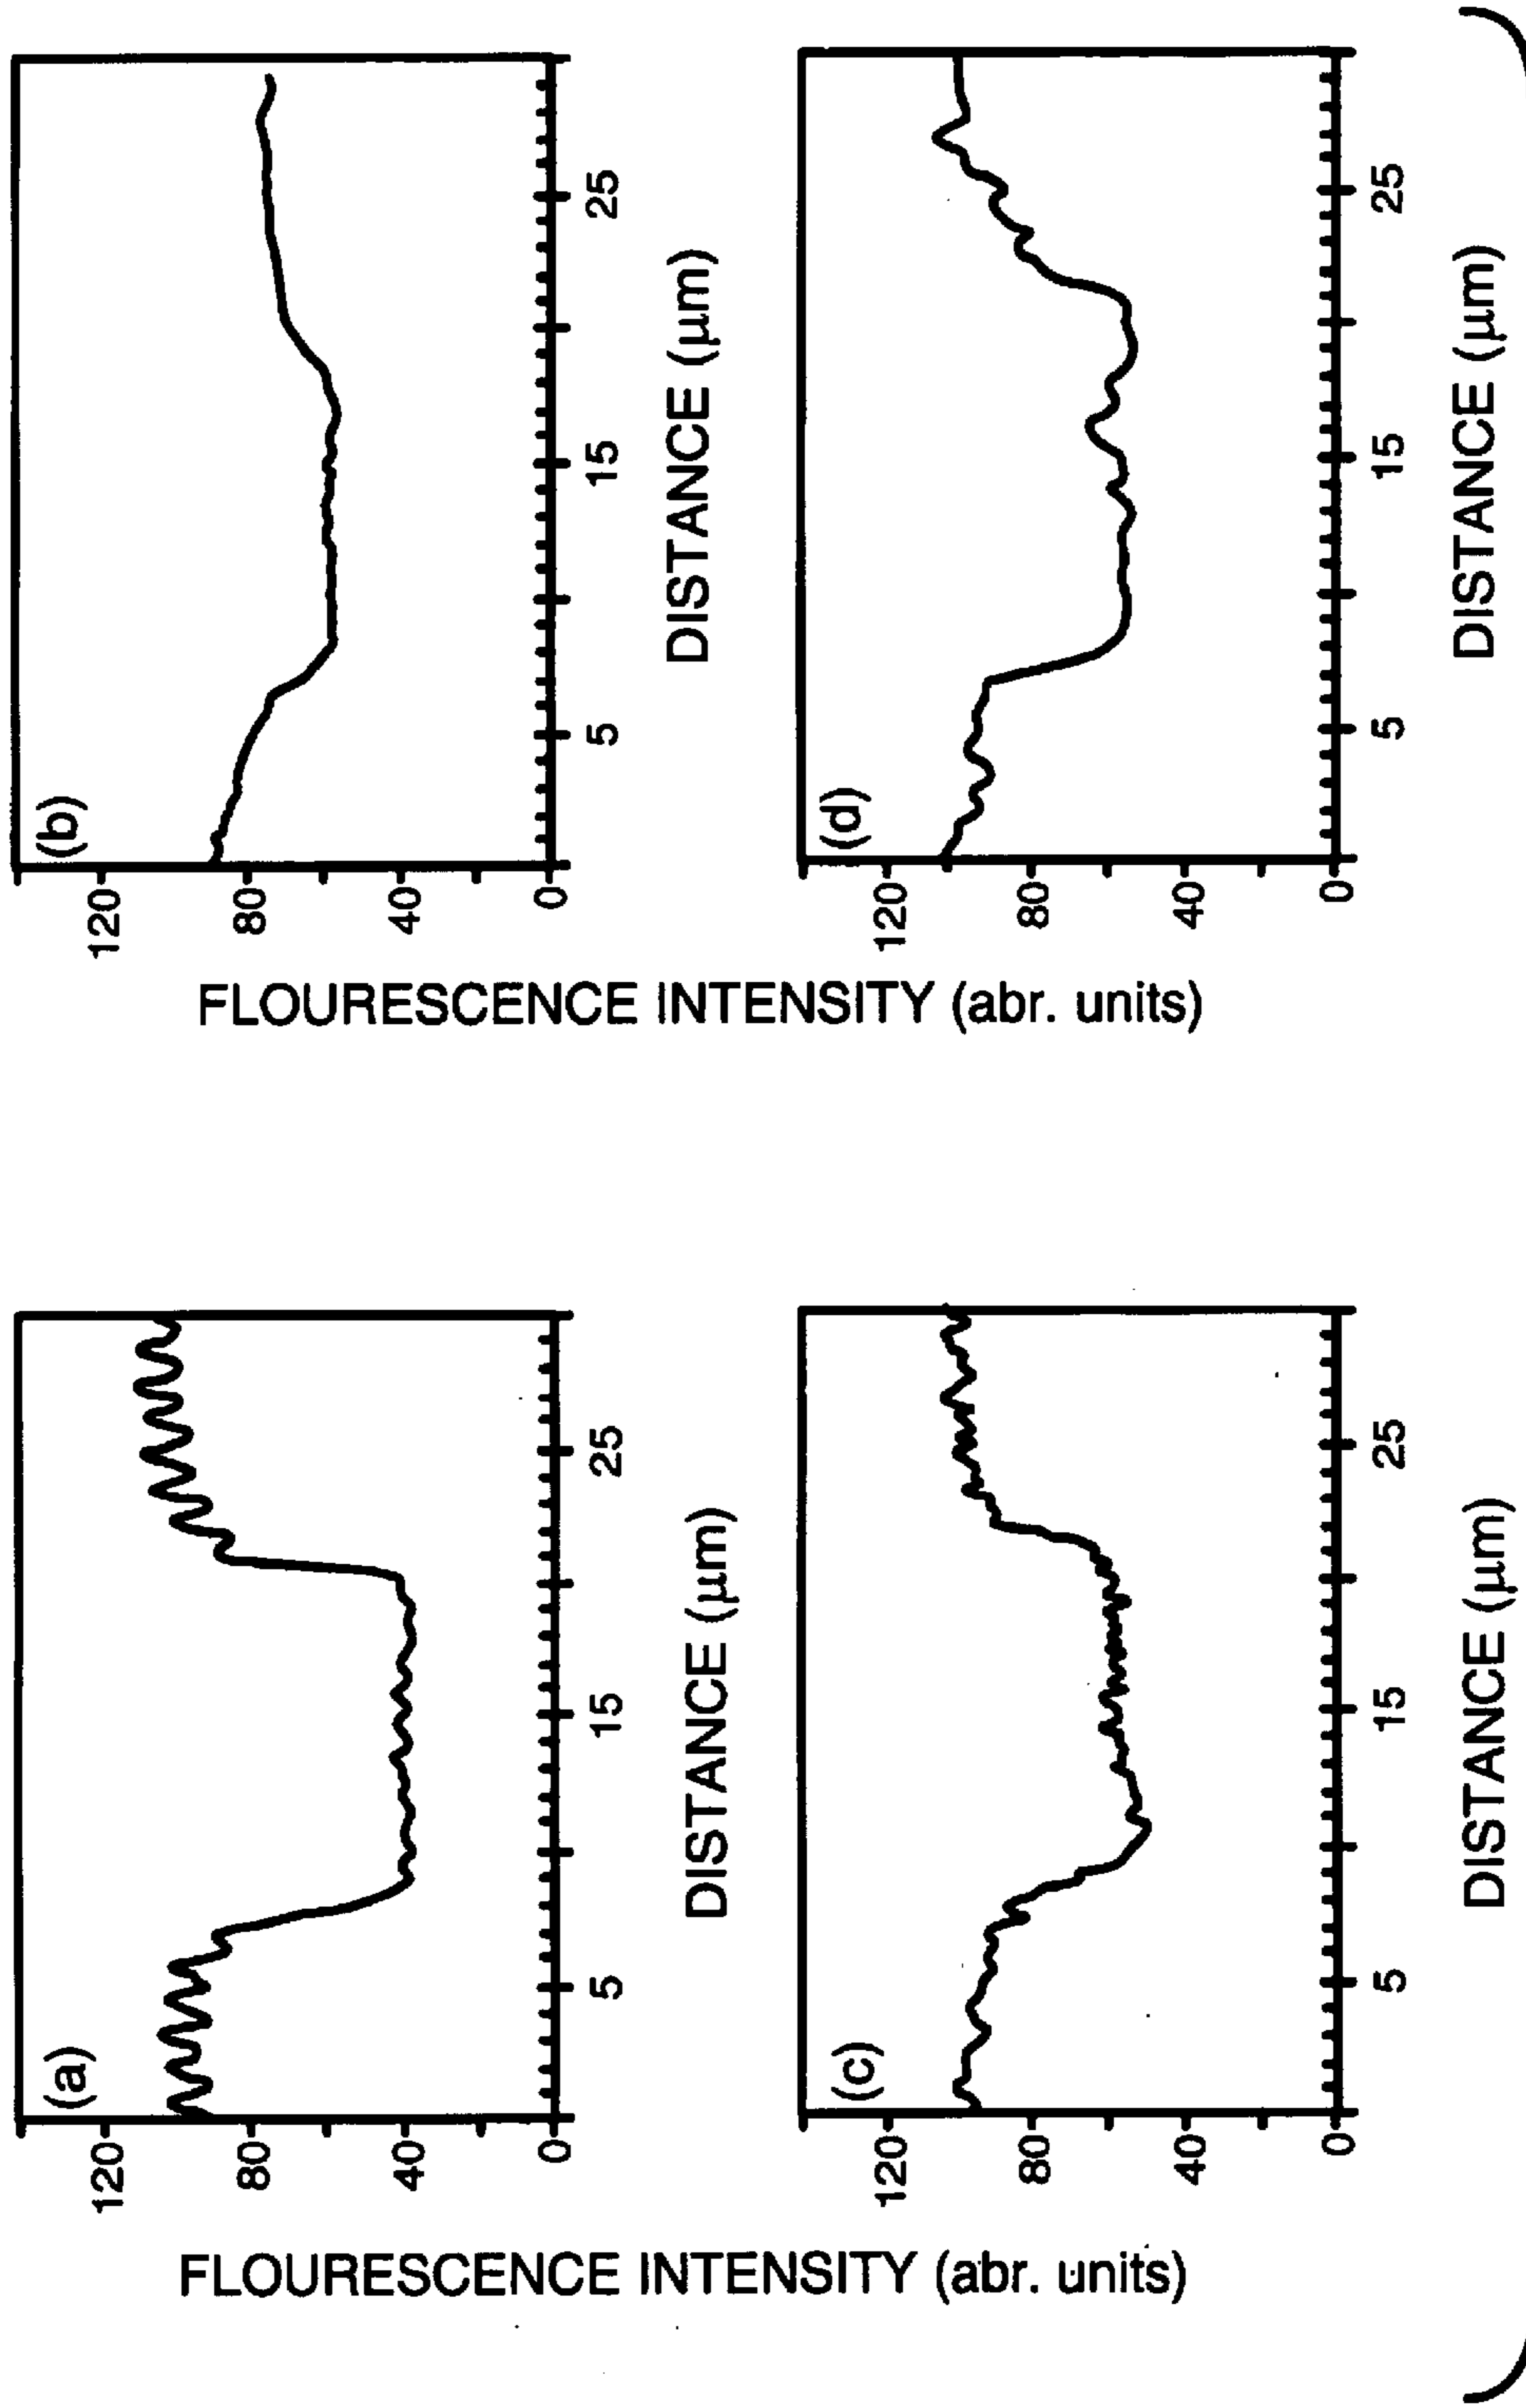 (a)
120
80
40
0
5
15
25
DISTANCE (μm)
(b)
120
80
40
0
5
15
25
DISTANCE (μm)
(c)
120
80
40
0
5
15
25
DISTANCE (μm)
(d)
120
80
40
0
5
15
25
DISTANCE (μm)
FLOURESCENCE INTENSITY (abr. units)
FLOURESCENCE INTENSITY (abr. units)